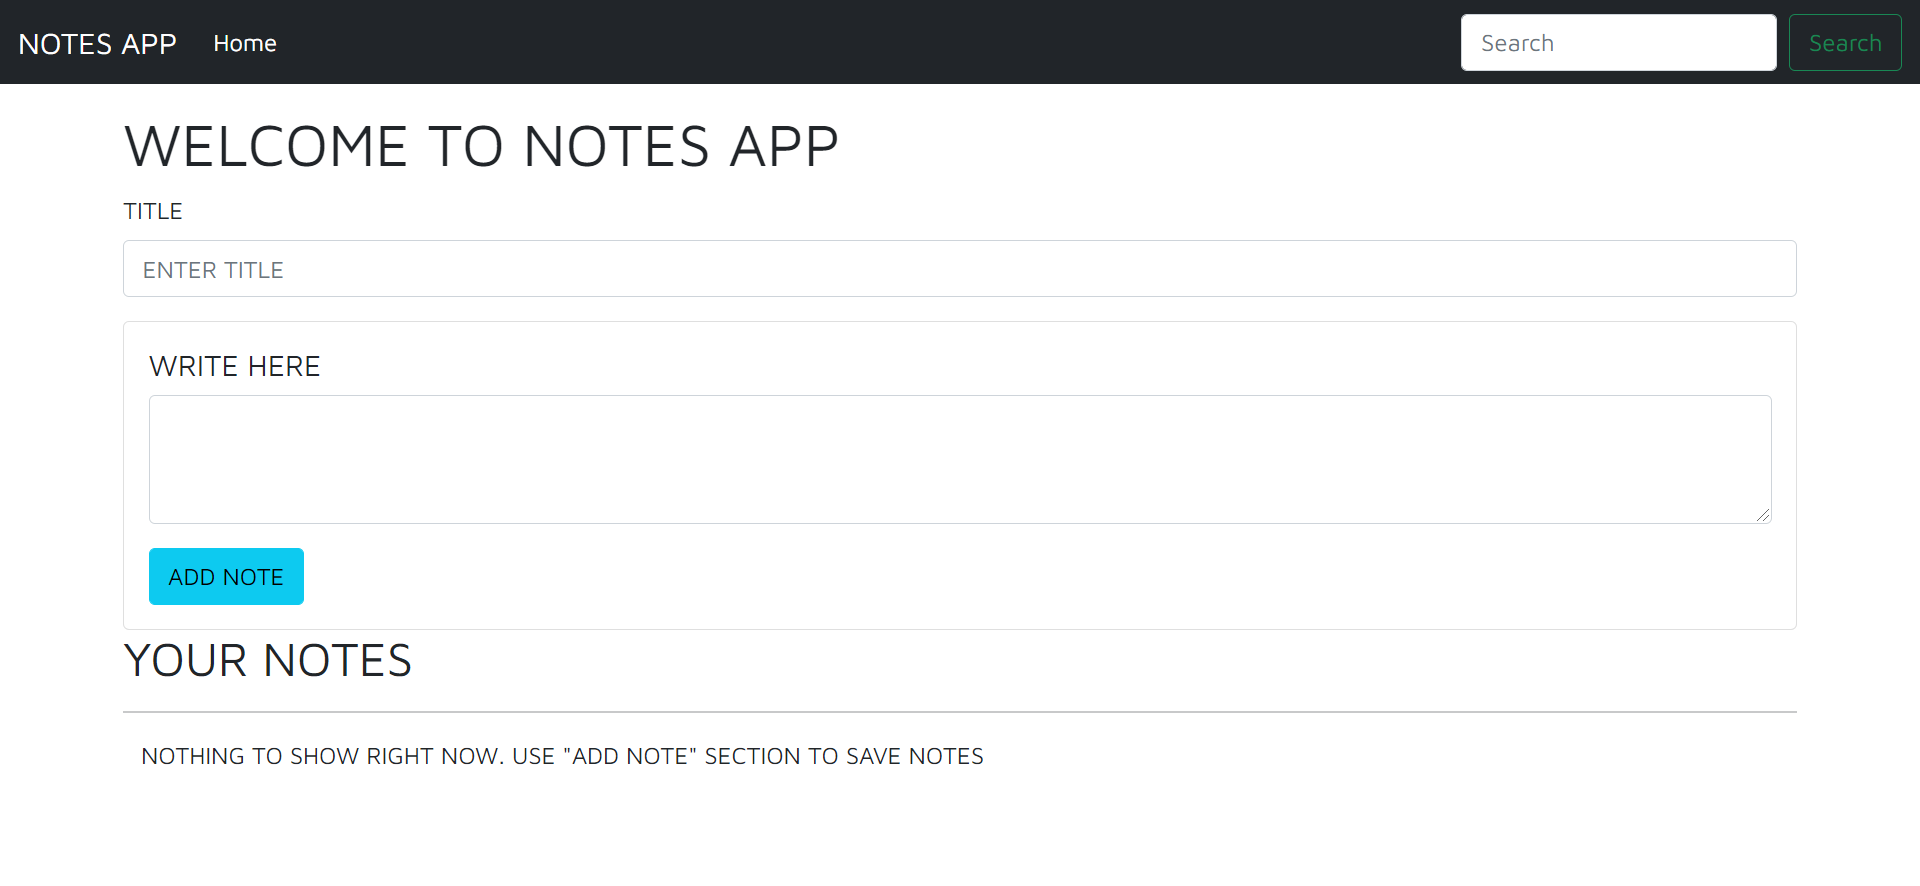 NOTES APP Home Search Search
WELCOME TO NOTES APP
TITLE
ENTER TITLE
WRITE HERE
ADD NOTE
YOUR NOTES
NOTHING TO SHOW RIGHT NOW. USE "ADD NOTE" SECTION TO SAVE NOTES